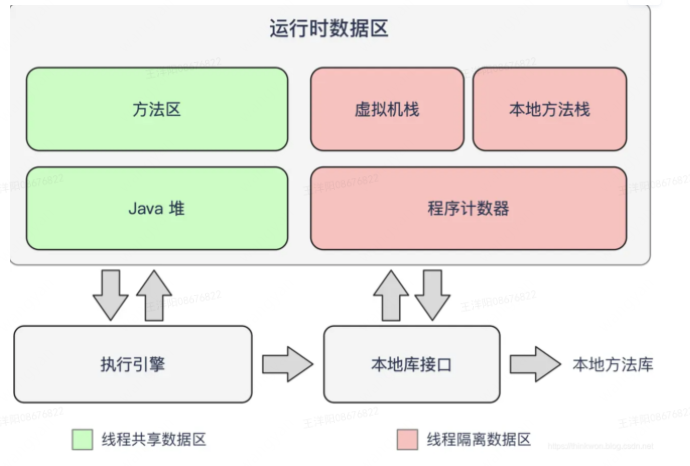 运行时数据区
方法区
虚拟机栈
本地方法栈
Java 堆
程序计数器
执行引擎
本地库接口
本地方法库
线程共享数据区
线程隔离数据区